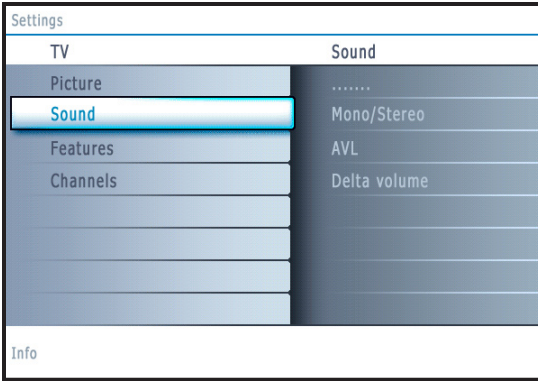 Settings
TV Sound
Picture .......
Sound Mono/Stereo
Features AVL
Channels Delta volume
Info